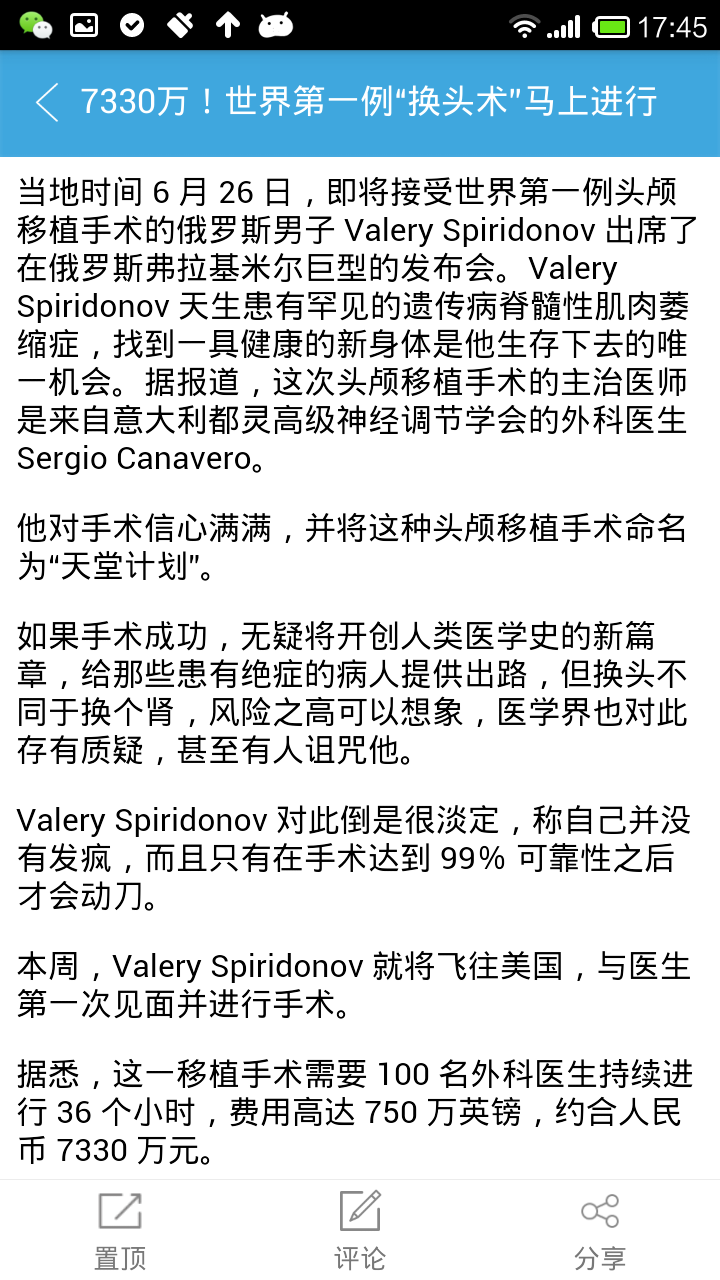 17:45
7330万！世界第一例“换头术”马上进行
当地时间 6 月 26 日，即将接受世界第一例头颅
移植手术的俄罗斯男子 Valery Spiridonov 出席了
在俄罗斯弗拉基米尔巨型的发布会。Valery
Spiridonov 天生患有罕见的遗传病脊髓性肌肉萎
缩症，找到一具健康的新身体是他生存下去的唯
一机会。据报道，这次头颅移植手术的主治医师
是来自意大利都灵高级神经调节学会的外科医生
Sergio Canavero。
他对手术信心满满，并将这种头颅移植手术命名
为“天堂计划”。
如果手术成功，无疑将开创人类医学史的新篇
章，给那些患有绝症的病人提供出路，但换头不
同于换个肾，风险之高可以想象，医学界也对此
存有质疑，甚至有人诅咒他。
Valery Spiridonov 对此倒是很淡定，称自己并没
有发疯，而且只有在手术达到 99% 可靠性之后
才会动刀。
本周，Valery Spiridonov 就将飞往美国，与医生
第一次见面并进行手术。
据悉，这一移植手术需要 100 名外科医生持续进
行 36 个小时，费用高达 750 万英镑，约合人民
币 7330 万元。
置顶
评论
分享